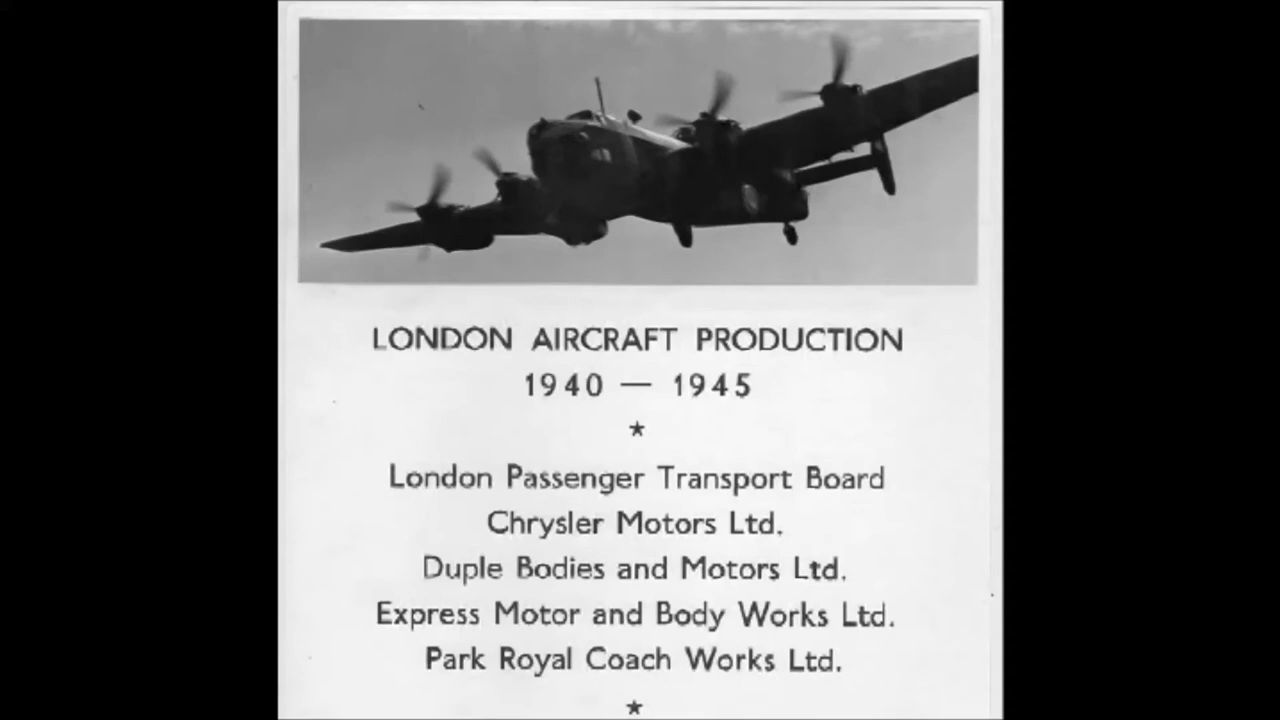 LONDON AIRCRAFT PRODUCTION
1940 — 1945
★
London Passenger Transport Board
Chrysler Motors Ltd.
Duple Bodies and Motors Ltd.
Express Motor and Body Works Ltd.
Park Royal Coach Works Ltd.
★